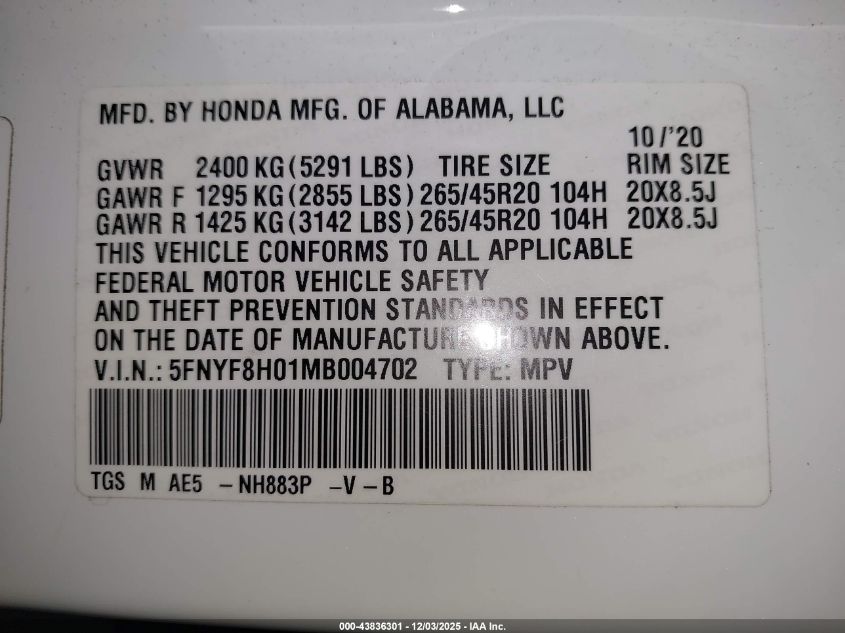 MFD. BY HONDA MFG. OF ALABAMA, LLC
10/'20
GVWR 2400 KG (5291 LBS) TIRE SIZE RIM SIZE
GAWR F 1295 KG (2855 LBS) 265/45R20 104H 20X8.5J
GAWR R 1425 KG (3142 LBS) 265/45R20 104H 20X8.5J
THIS VEHICLE CONFORMS TO ALL APPLICABLE
FEDERAL MOTOR VEHICLE SAFETY
AND THEFT PREVENTION STANDARDS IN EFFECT
ON THE DATE OF MANUFACTURE SHOWN ABOVE.
V.I.N.: 5FNYF8H01MB004702 TYPE: MPV
TGS M AE5 - NH883P - V - B
000-43836301 - 12/03/2025 - IAA Inc.